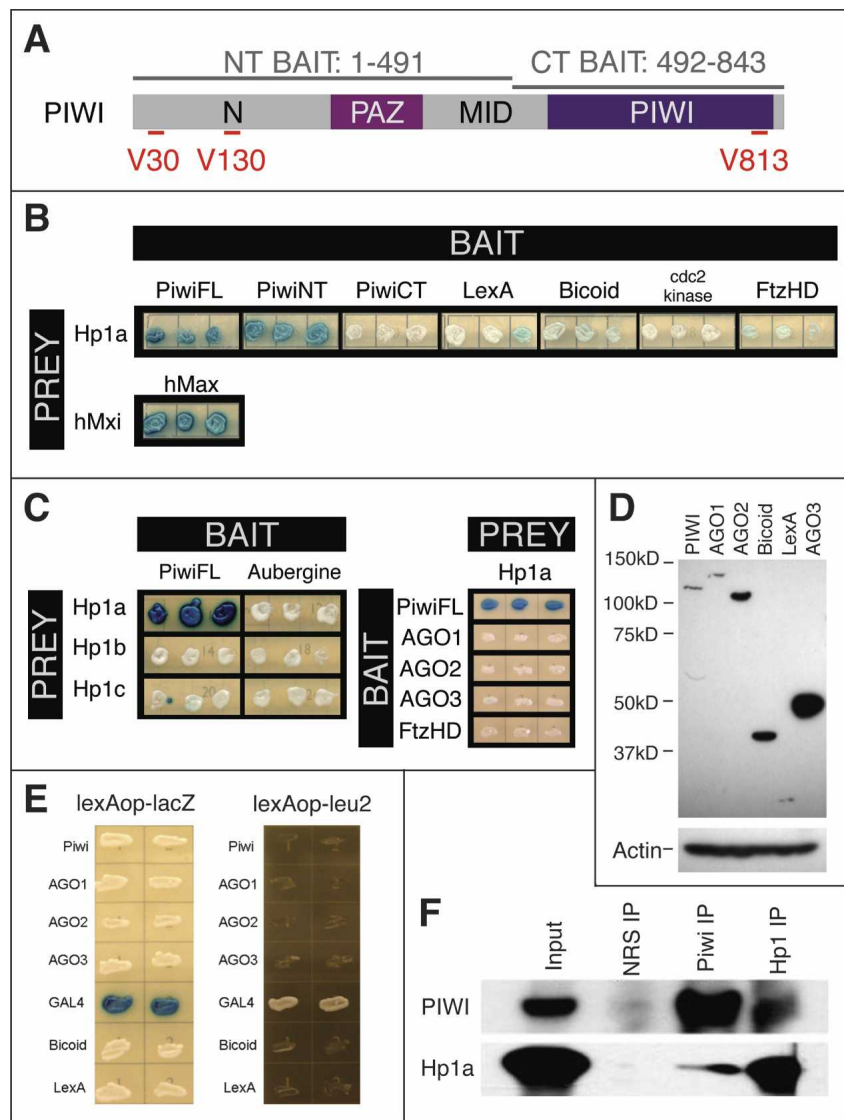 A
NT BAIT: 1-491
CT BAIT: 492-843
PIWI
N
PAZ
MID
PIWI
V30
V130
V813
B
BAIT
PiwiFL
PiwiNT
PiwiCT
LexA
Bicoid
cdc2
kinase
FtzHD
PREY
Hp1a
hMax
hMxi
C
BAIT
PiwiFL
Aubergine
PREY
Hp1a
Hp1b
14
18
Hp1c
20
PREY
Hp1a
BAIT
PiwiFL
AGO1
AGO2
AGO3
FtzHD
D
PIWI
AGO1
AGO2
Bicoid
LexA
AGO3
150kD
100kD
75kD
50kD
37kD
Actin
E
lexAop-lacZ
Piwi
AGO1
AGO2
AGO3
GAL4
Bicoid
LexA
lexAop-leu2
Piwi
AGO1
AGO2
AGO3
GAL4
Bicoid
LexA
F
Input
NRS IP
Piwi IP
Hp1 IP
PIWI
Hp1a